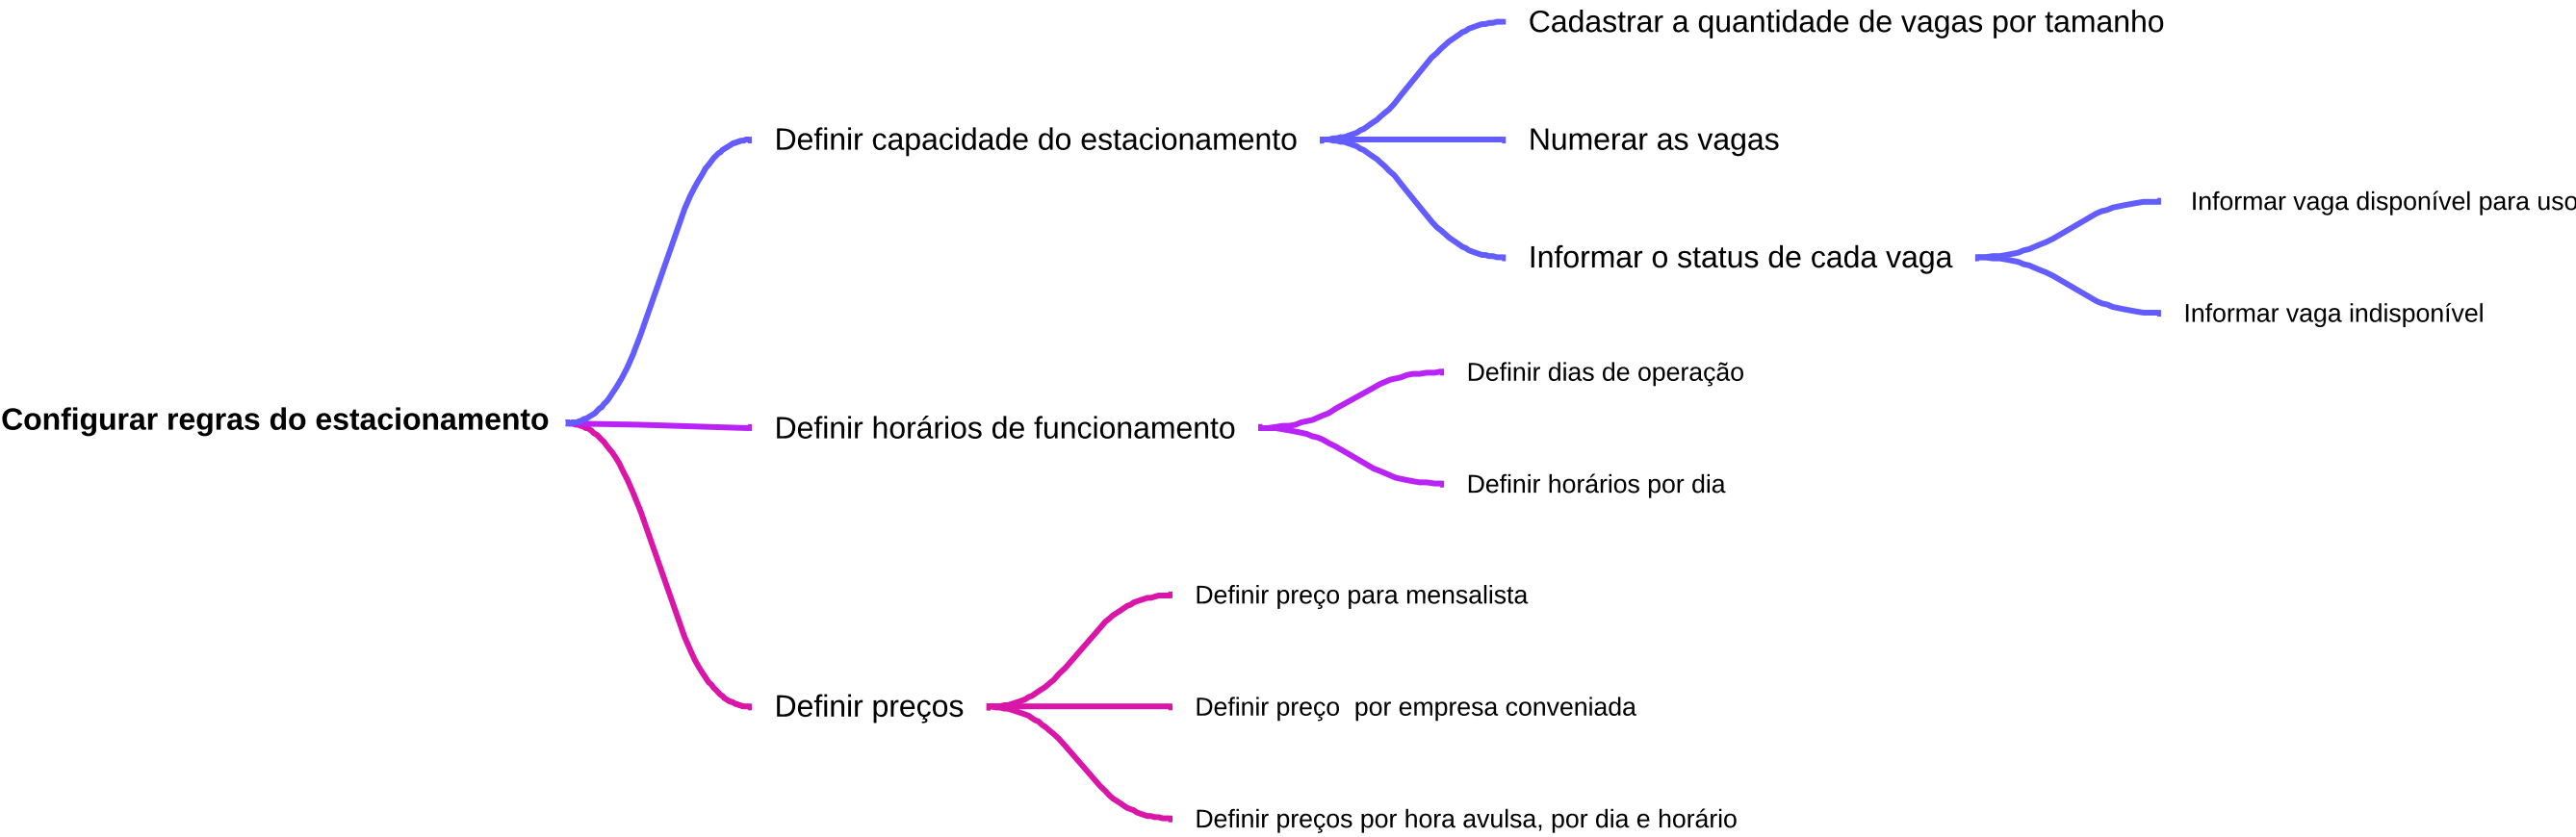 Cadastrar a quantidade de vagas por tamanho
Definir capacidade do estacionamento
Numerar as vagas
Informar vaga disponível para uso
Informar o status de cada vaga
Informar vaga indisponível
Definir dias de operação
Configurar regras do estacionamento
Definir horários de funcionamento
Definir horários por dia
Definir preço para mensalista
Definir preços
Definir preço  por empresa conveniada
Definir preços por hora avulsa, por dia e horário